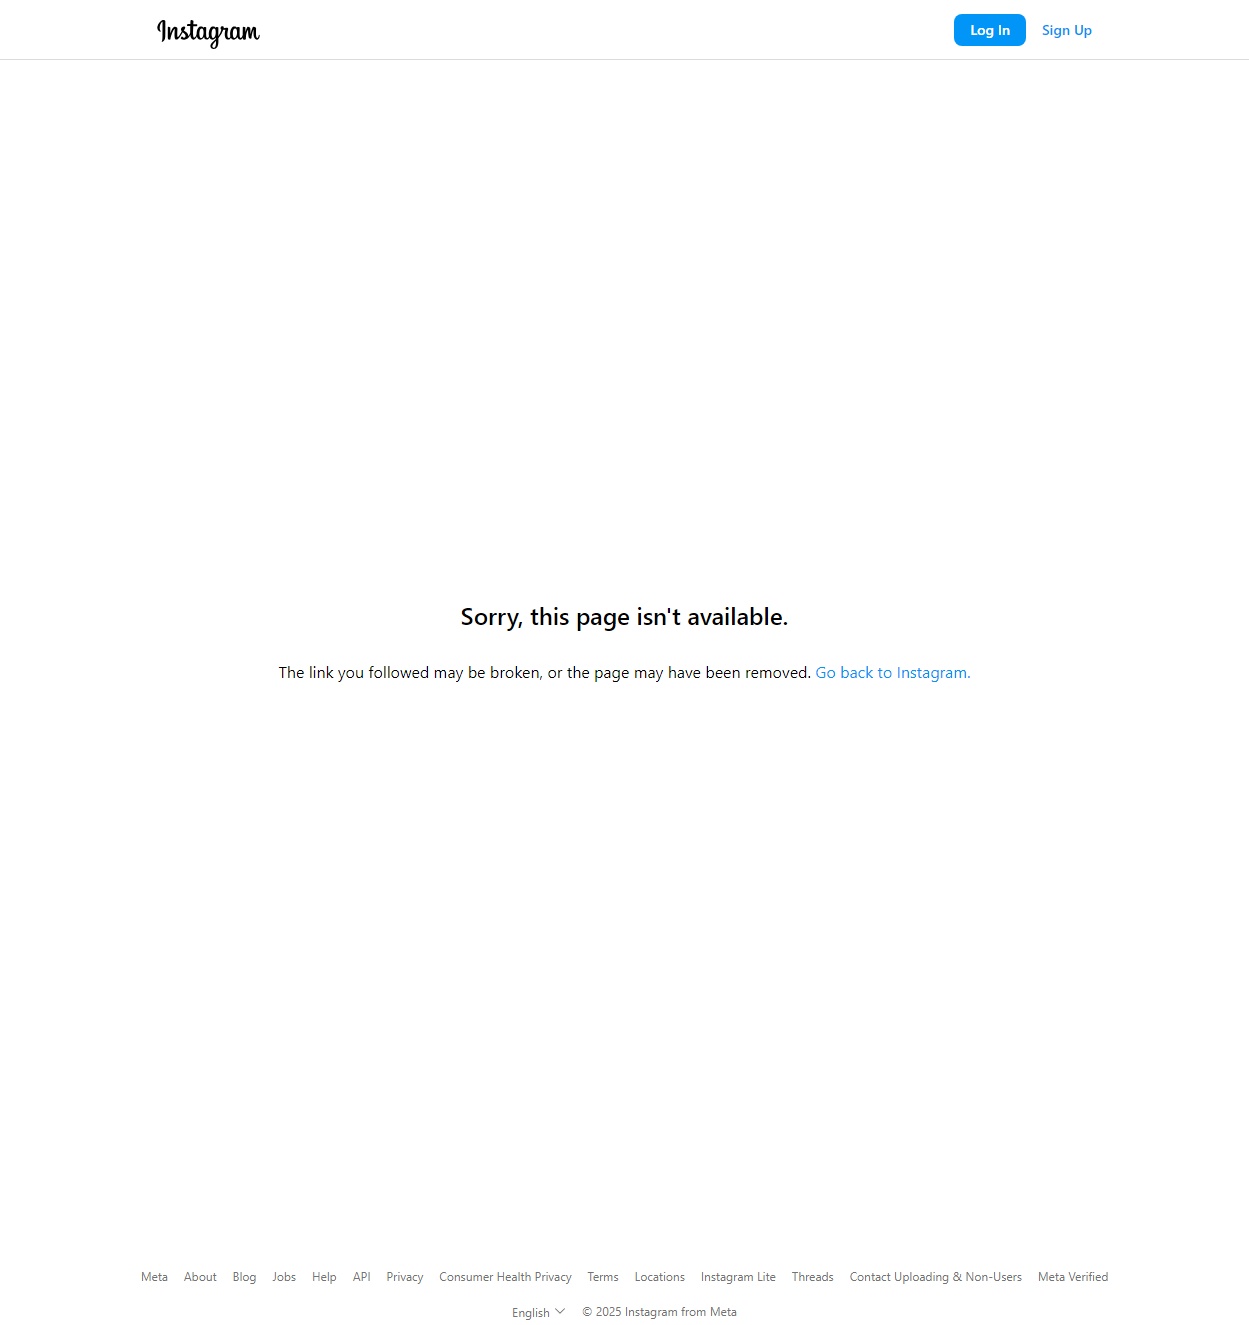 Instagram
Log In
Sign Up
Sorry, this page isn't available.
The link you followed may be broken, or the page may have been removed. Go back to Instagram.
Meta About Blog Jobs Help API Privacy Consumer Health Privacy Terms Locations Instagram Lite Threads Contact Uploading & Non-Users Meta Verified
English © 2025 Instagram from Meta